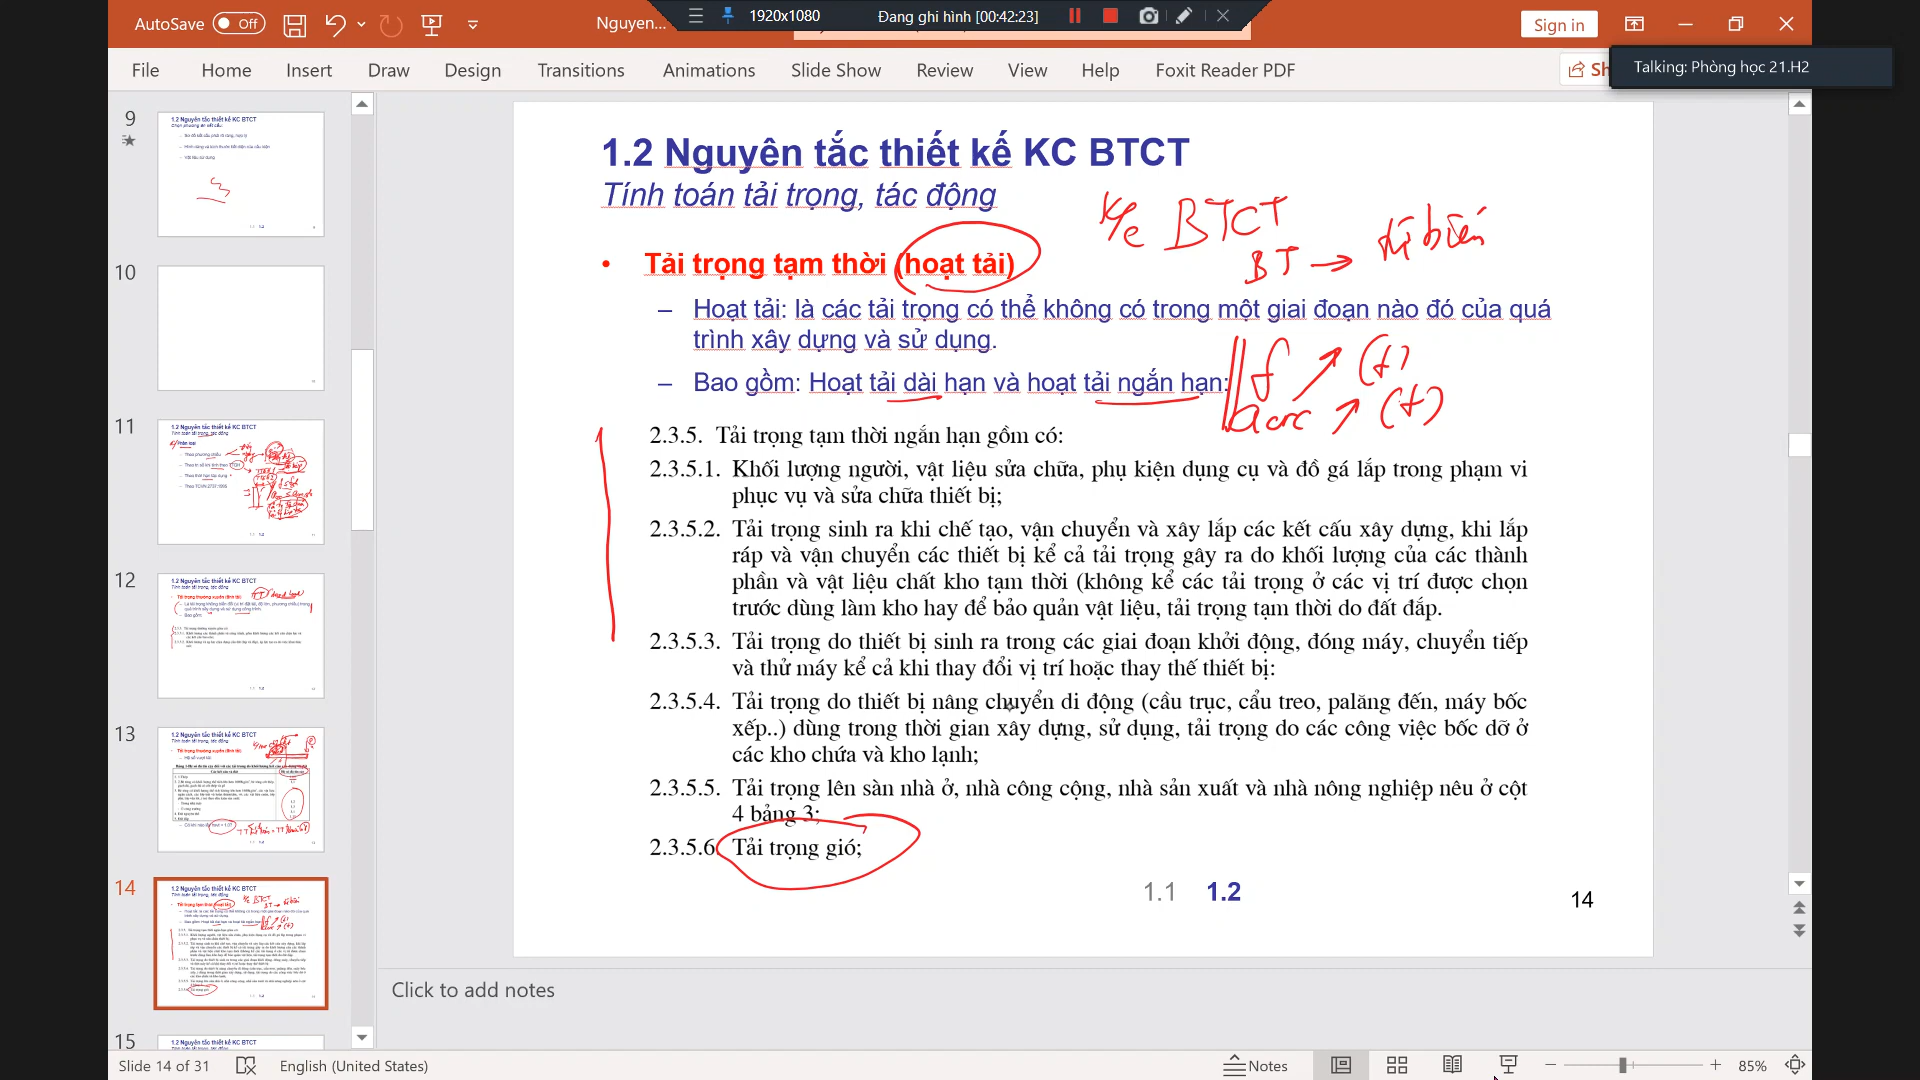 AutoSave Off
Nguyen...
1920x1080
Đang ghi hình [00:42:23]
Sign in
File Home Insert Draw Design Transitions Animations Slide Show Review View Help Foxit Reader PDF
Sh
Talking: Phòng học 21.H2
9
10
11
12
13
14
15
1.2 Nguyên tắc thiết kế KC BTCT
Tính toán tải trọng, tác động
K/c BTCT
BT → từ biến
• Tải trọng tạm thời (hoạt tải)
– Hoạt tải: là các tải trọng có thể không có trong một giai đoạn nào đó của quá
trình xây dựng và sử dụng.
– Bao gồm: Hoạt tải dài hạn và hoạt tải ngắn hạn:
f ↗ (t)
acrc ↗ (t)
2.3.5. Tải trọng tạm thời ngắn hạn gồm có:
2.3.5.1. Khối lượng người, vật liệu sửa chữa, phụ kiện dụng cụ và đồ gá lắp trong phạm vi
phục vụ và sửa chữa thiết bị;
2.3.5.2. Tải trọng sinh ra khi chế tạo, vận chuyển và xây lắp các kết cấu xây dựng, khi lắp
ráp và vận chuyển các thiết bị kể cả tải trọng gây ra do khối lượng của các thành
phần và vật liệu chất kho tạm thời (không kể các tải trọng ở các vị trí được chọn
trước dùng làm kho hay để bảo quản vật liệu, tải trọng tạm thời do đất đắp.
2.3.5.3. Tải trọng do thiết bị sinh ra trong các giai đoạn khởi động, đóng máy, chuyển tiếp
và thử máy kể cả khi thay đổi vị trí hoặc thay thế thiết bị:
2.3.5.4. Tải trọng do thiết bị nâng chuyển di động (cầu trục, cẩu treo, palăng đến, máy bốc
xếp..) dùng trong thời gian xây dựng, sử dụng, tải trọng do các công việc bốc dỡ ở
các kho chứa và kho lạnh;
2.3.5.5. Tải trọng lên sàn nhà ở, nhà công cộng, nhà sản xuất và nhà nông nghiệp nêu ở cột
4 bảng 3;
2.3.5.6. Tải trọng gió;
1.1 1.2
14
Click to add notes
Slide 14 of 31
English (United States)
Notes
85%